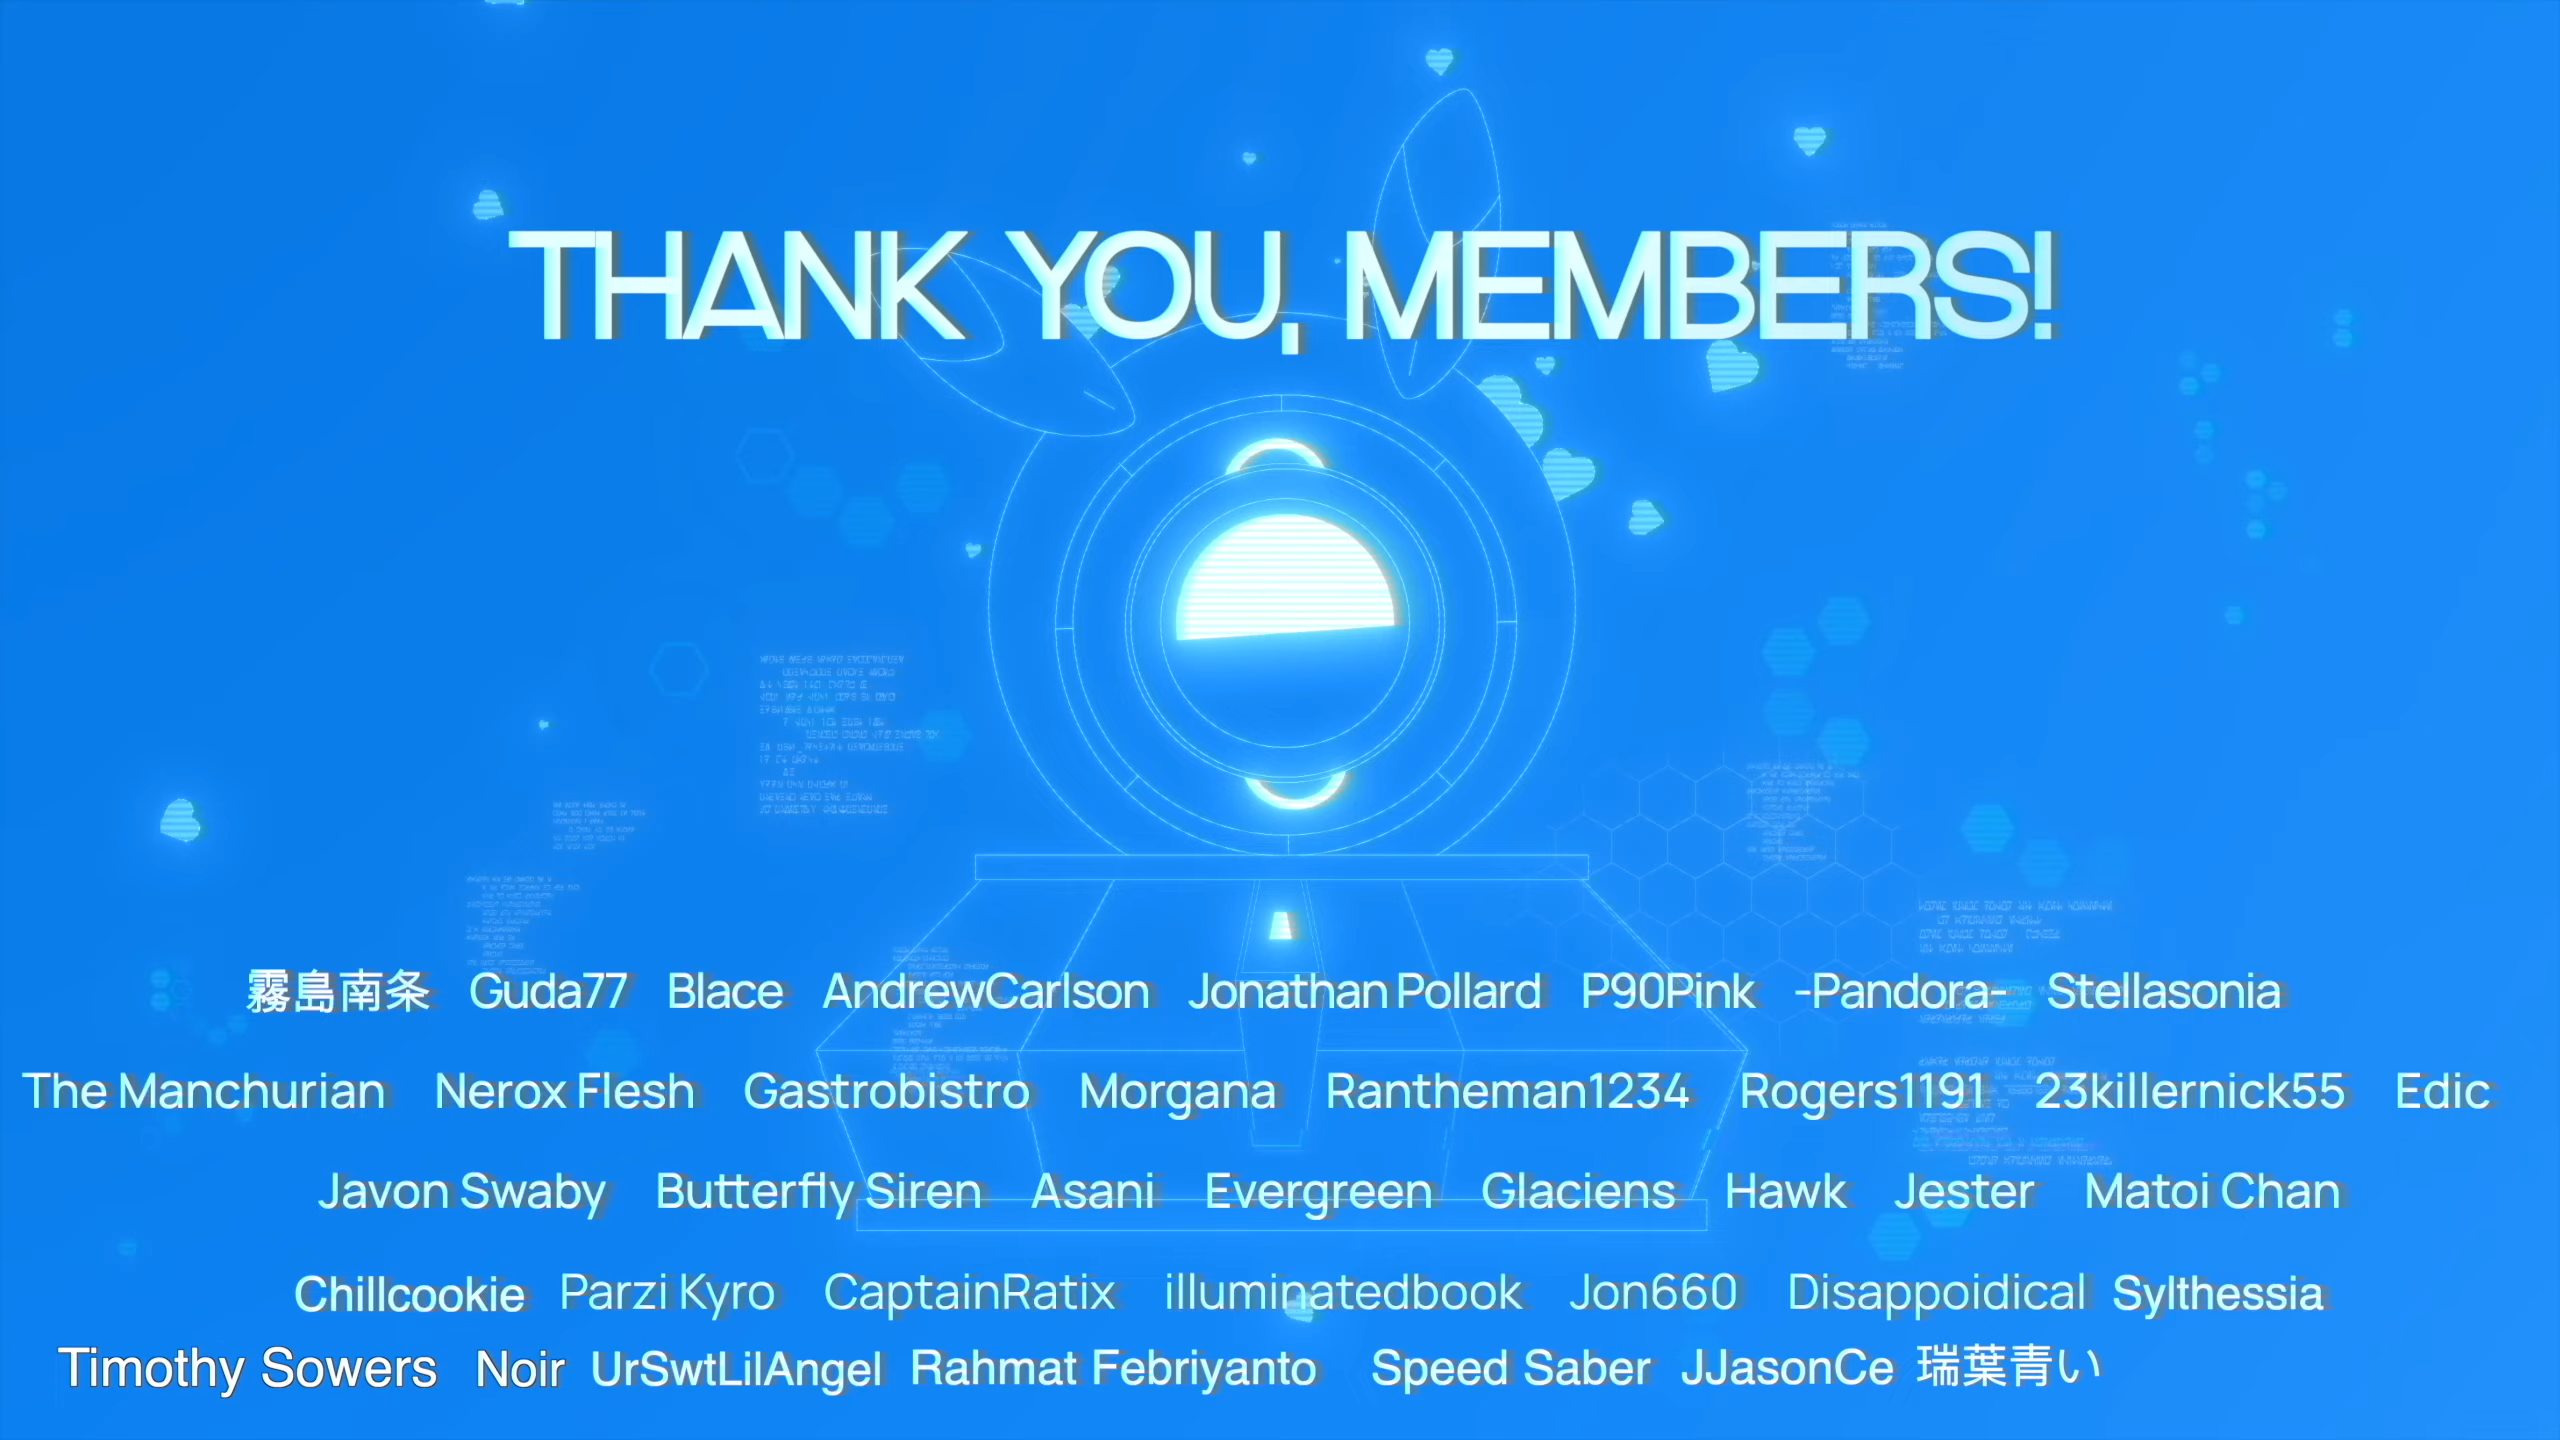 THANK YOU, MEMBERS!
霧島南条 Guda77 Blace AndrewCarlson Jonathan Pollard P90Pink -Pandora- Stellasonia
The Manchurian Nerox Flesh Gastrobistro Morgana Rantheman1234 Rogers1191 23killernick55 Edic
Javon Swaby Butterfly Siren Asani Evergreen Glaciens Hawk Jester Matoi Chan
Chillcookie Parzi Kyro CaptainRatix illuminatedbook Jon660 Disappoidical Sylthessia
Timothy Sowers Noir UrSwtLilAngel Rahmat Febriyanto Speed Saber JJasonCe 瑞葉青い